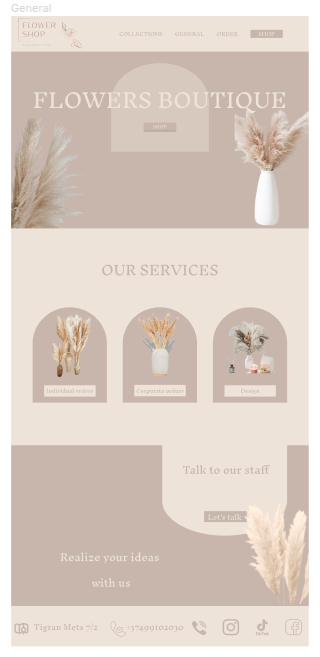 General
FLOWER
SHOP
COLLECTIONS GENERAL ORDER SHOP
FLOWERS BOUTIQUE
SHOP
OUR SERVICES
Individual orders Corporate orders Design
Talk to our staff
Let's talk
Realize your ideas
with us
Tigran Mets 7/2 +37499102030
TikTok